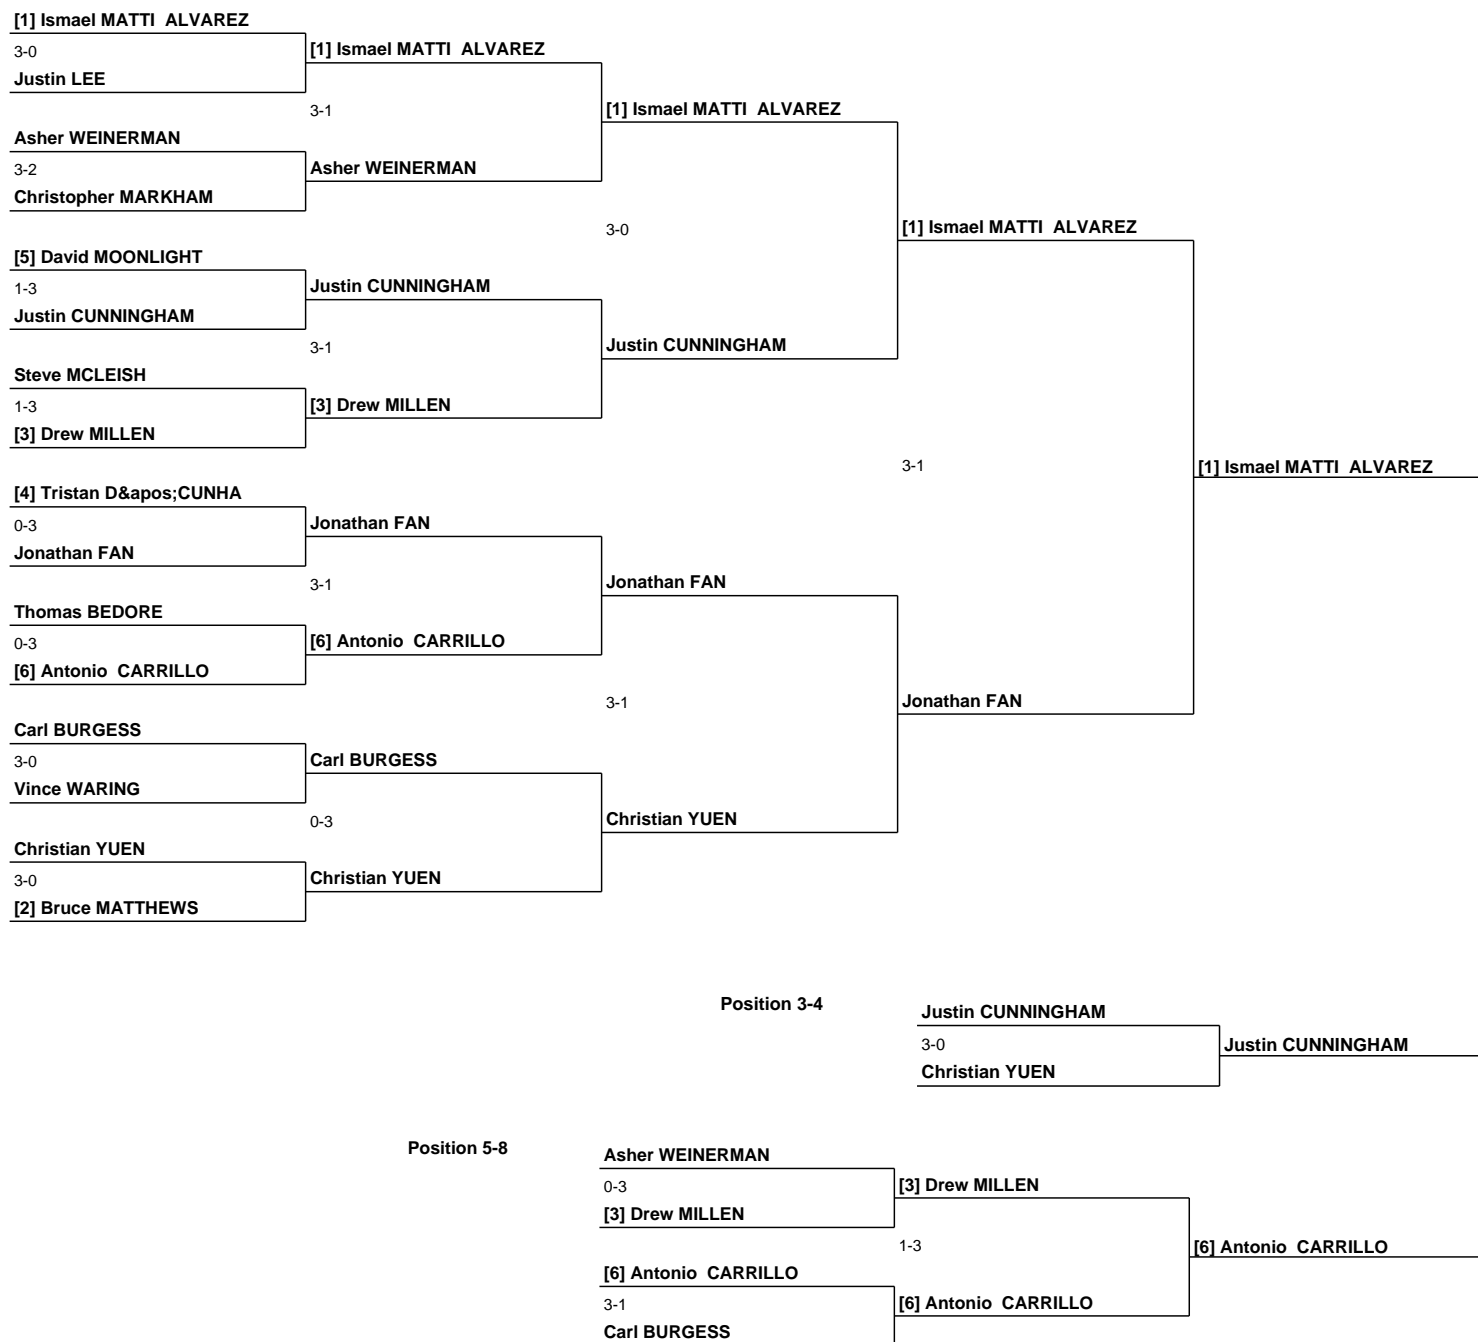 [1] Ismael MATTI  ALVAREZ
3-0
Justin LEE
Asher WEINERMAN
3-2
Christopher MARKHAM
[5] David MOONLIGHT
1-3
Justin CUNNINGHAM
Steve MCLEISH
1-3
[3] Drew MILLEN
[4] Tristan D&apos;CUNHA
0-3
Jonathan FAN
Thomas BEDORE
0-3
[6] Antonio  CARRILLO
Carl BURGESS
3-0
Vince WARING
Christian YUEN
3-0
[2] Bruce MATTHEWS
[1] Ismael MATTI  ALVAREZ
3-1
Asher WEINERMAN
Justin CUNNINGHAM
3-1
[3] Drew MILLEN
Jonathan FAN
3-1
[6] Antonio  CARRILLO
Carl BURGESS
0-3
Christian YUEN
[1] Ismael MATTI  ALVAREZ
3-0
Justin CUNNINGHAM
Jonathan FAN
3-1
Christian YUEN
[1] Ismael MATTI  ALVAREZ
3-1
Jonathan FAN
[1] Ismael MATTI  ALVAREZ
Position 3-4
Justin CUNNINGHAM
3-0
Christian YUEN
Justin CUNNINGHAM
Position 5-8
Asher WEINERMAN
0-3
[3] Drew MILLEN
[6] Antonio  CARRILLO
3-1
Carl BURGESS
[3] Drew MILLEN
1-3
[6] Antonio  CARRILLO
[6] Antonio  CARRILLO